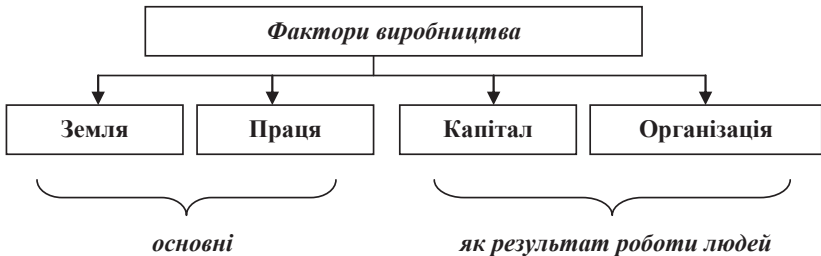 Фактори виробництва
Земля Праця Капітал Організація
основні як результат роботи людей